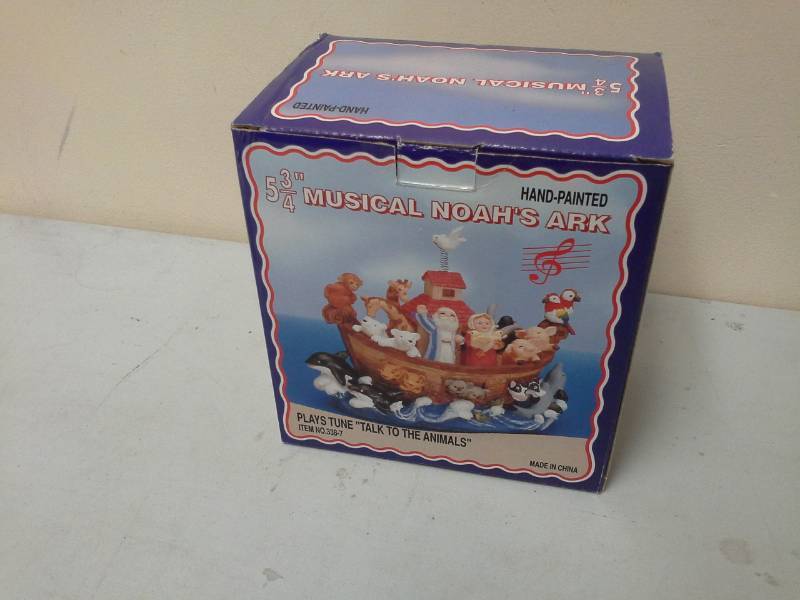 5 3/4" MUSICAL NOAH'S ARK
HAND-PAINTED
HAND-PAINTED
5 3/4" MUSICAL NOAH'S ARK
PLAYS TUNE "TALK TO THE ANIMALS"
ITEM NO.338-7
MADE IN CHINA